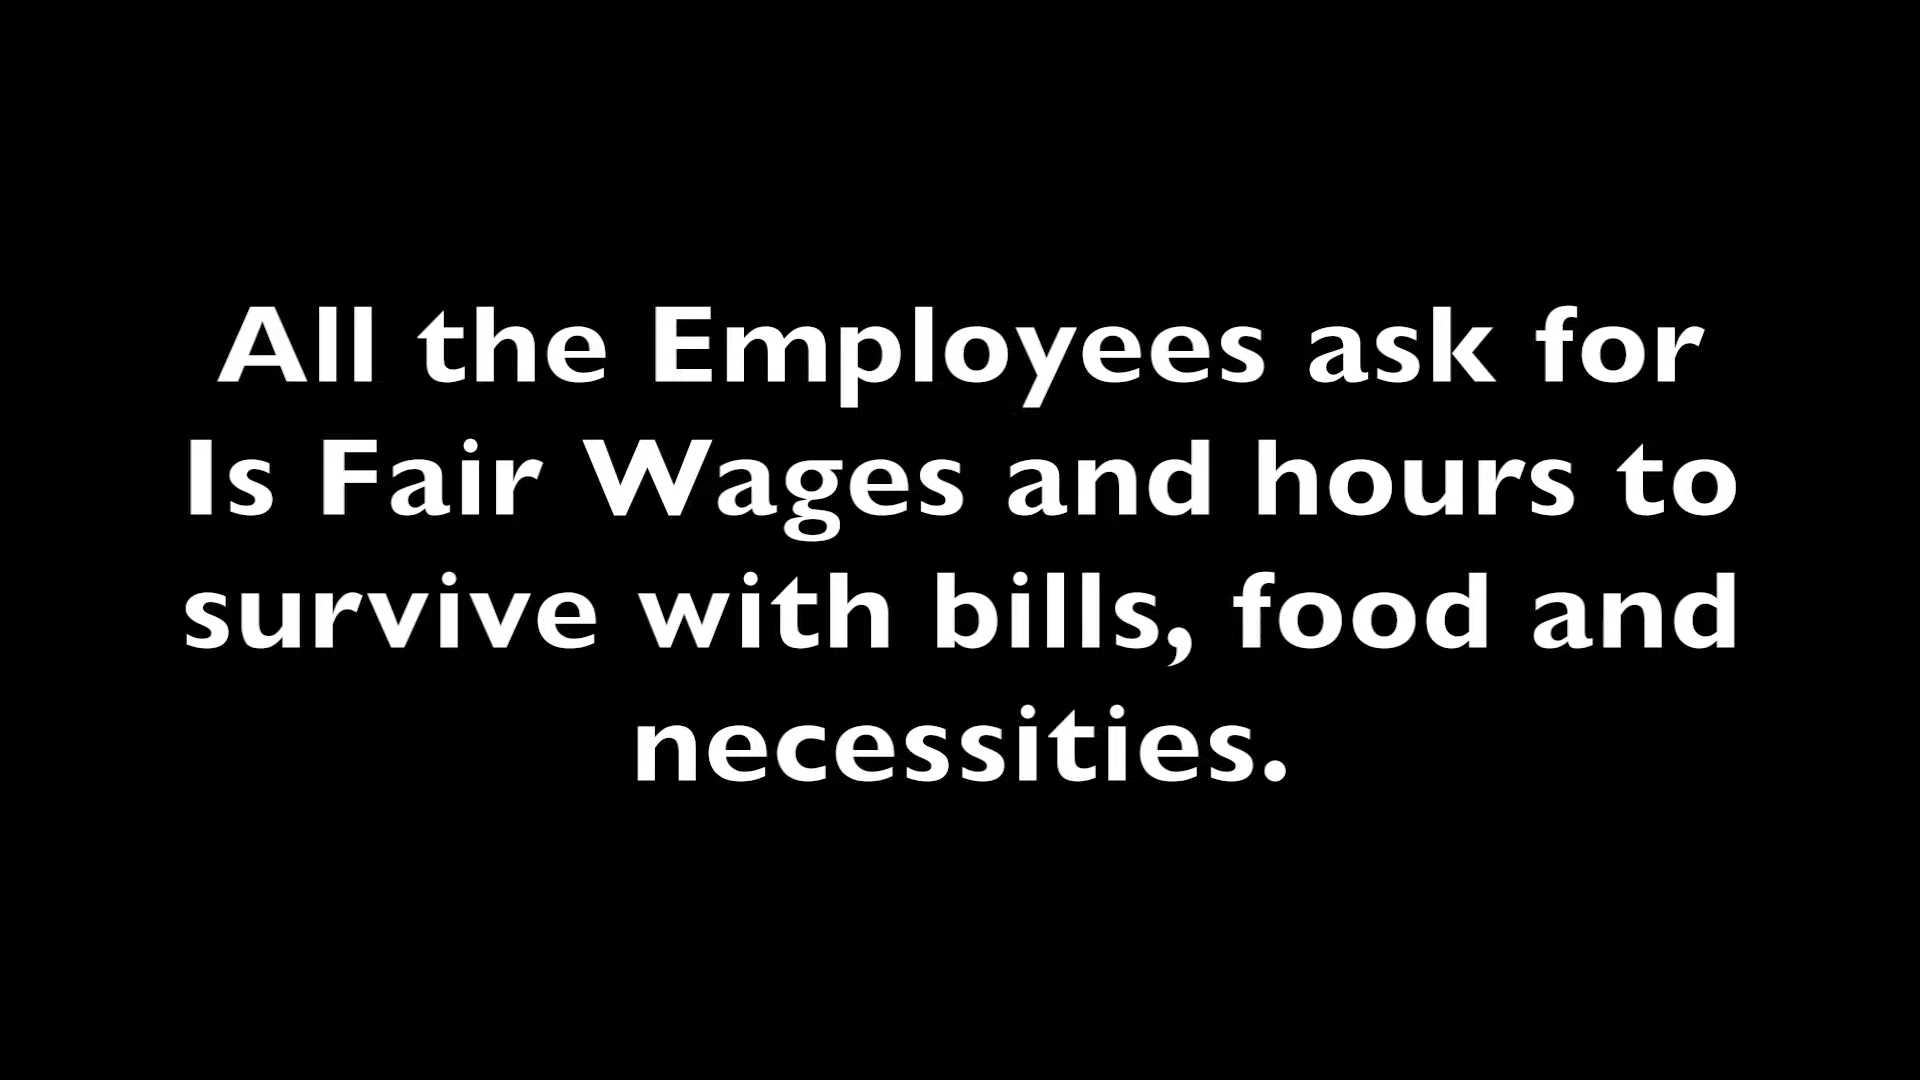 All the Employees ask for
Is Fair Wages and hours to
survive with bills, food and
necessities.